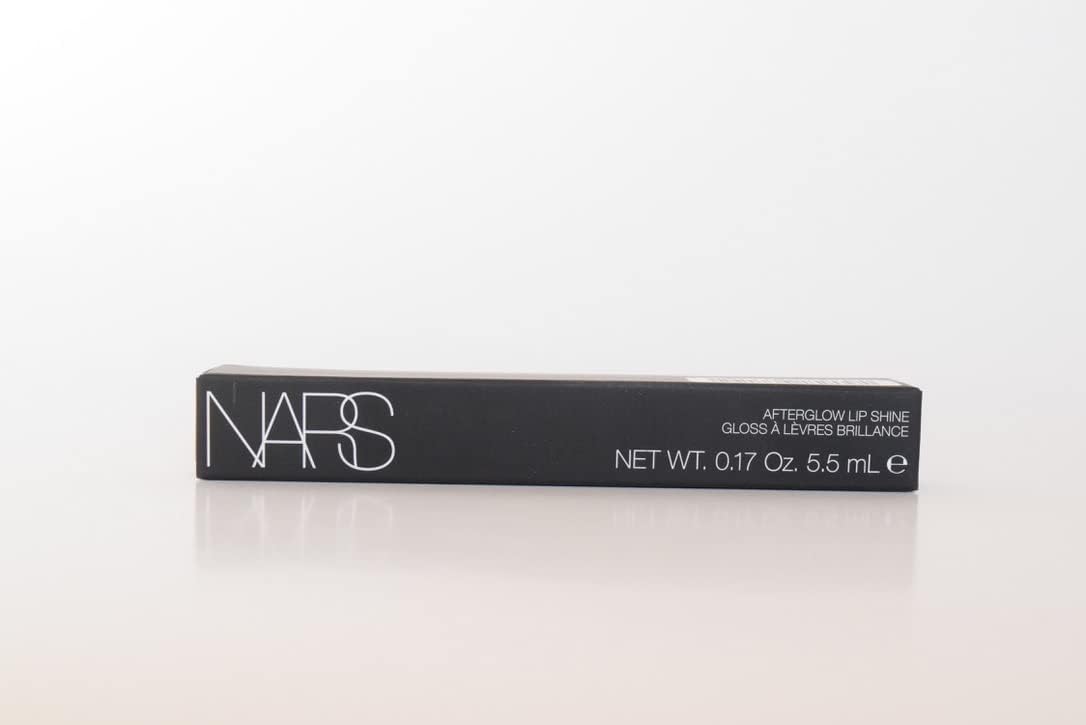 NARS
AFTERGLOW LIP SHINE
GLOSS À LÈVRES BRILLANCE
NET WT. 0.17 Oz. 5.5 mL ℮